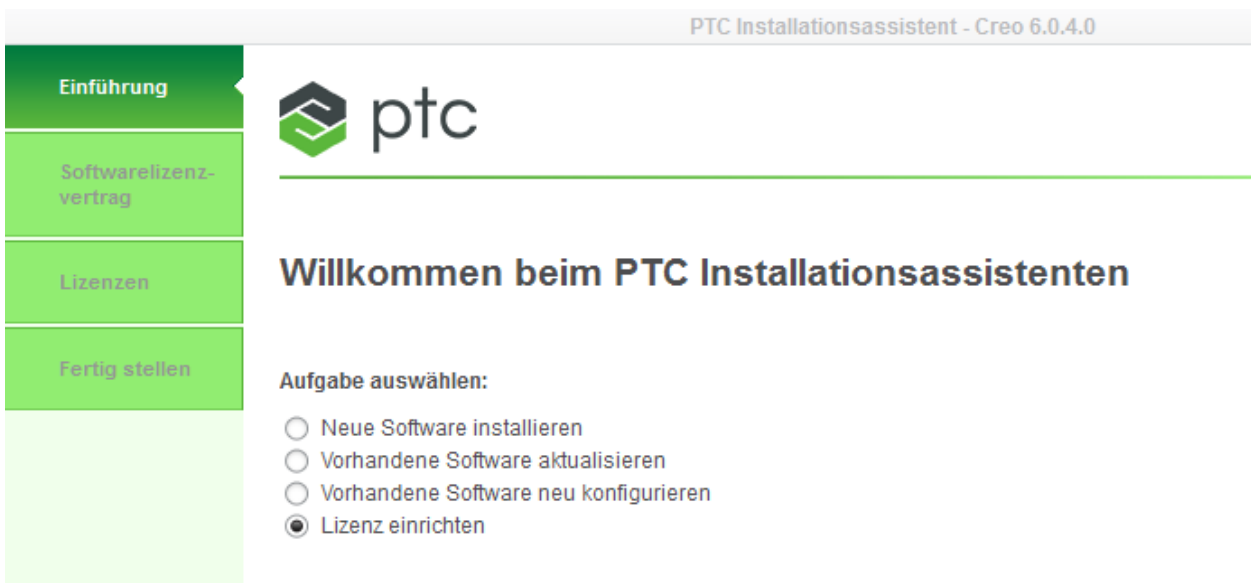 PTC Installationsassistent - Creo 6.0.4.0
Einführung
Softwarelizenz-
vertrag
Lizenzen
Fertig stellen
ptc
Willkommen beim PTC Installationsassistenten
Aufgabe auswählen:
Neue Software installieren
Vorhandene Software aktualisieren
Vorhandene Software neu konfigurieren
Lizenz einrichten